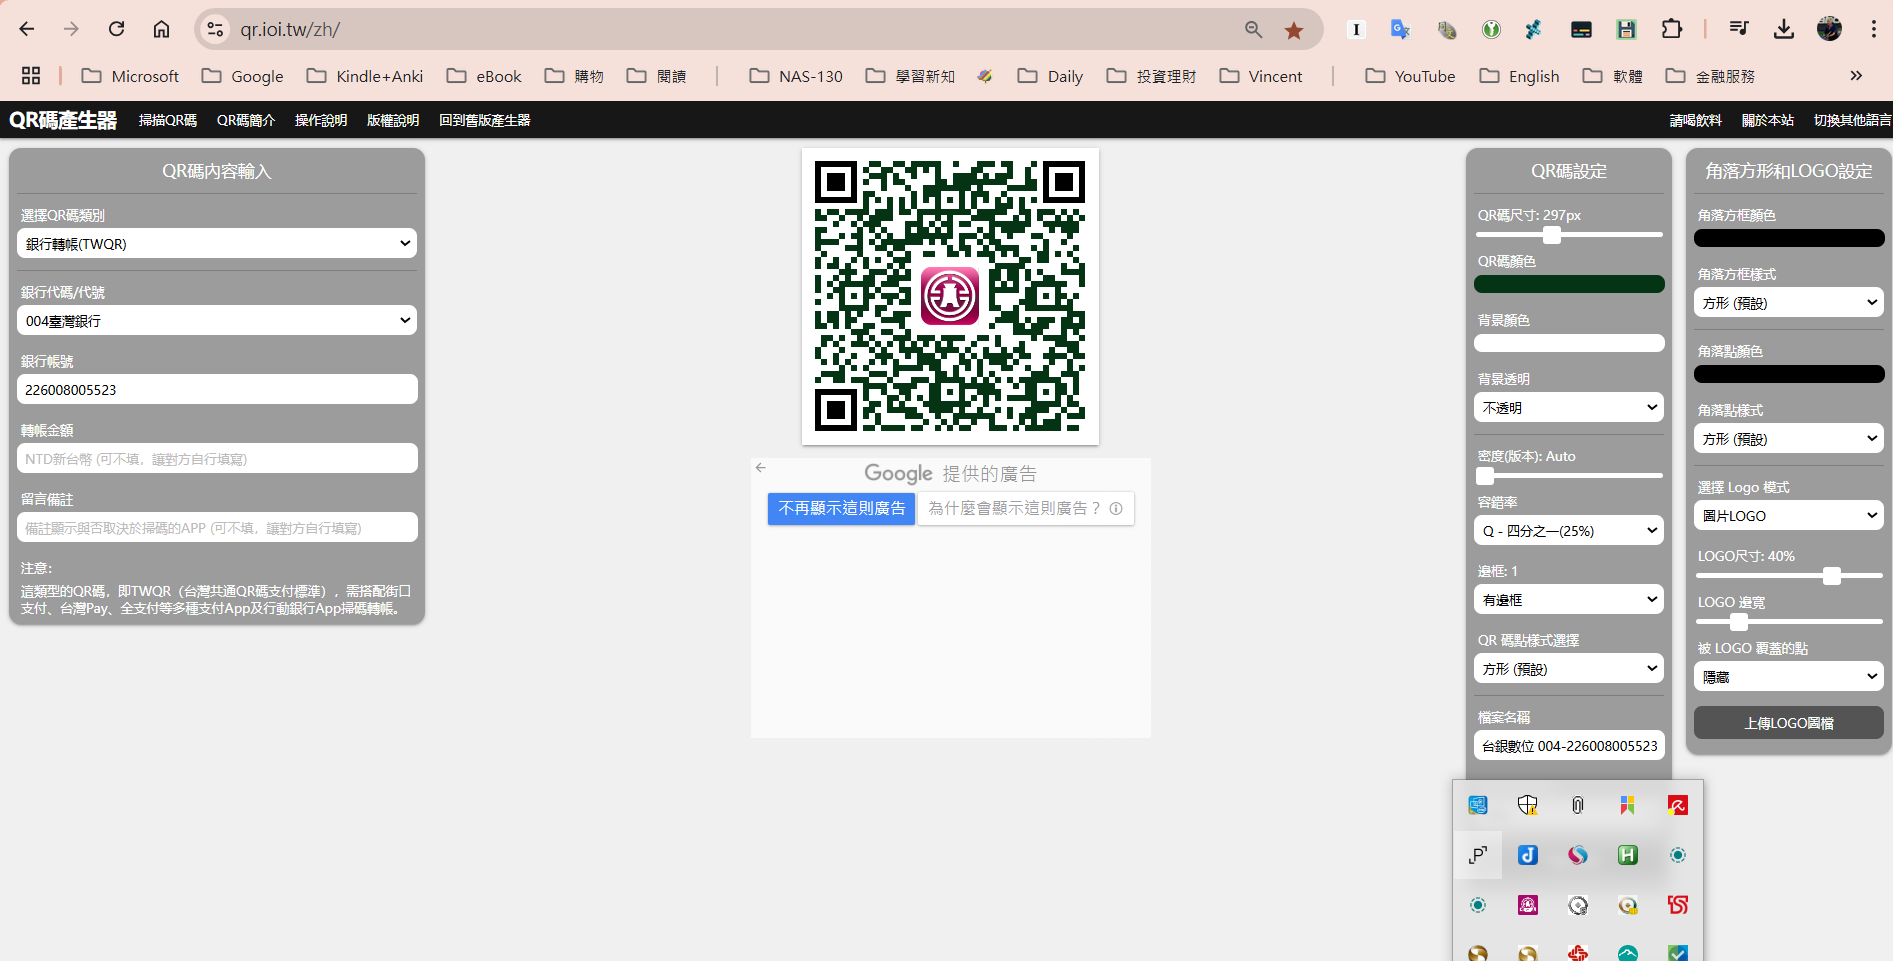 qr.ioi.tw/zh/
Microsoft
Google
Kindle+Anki
eBook
購物
閱讀
NAS-130
學習新知
Daily
投資理財
Vincent
YouTube
English
軟體
金融服務
QR碼產生器
掃描QR碼
QR碼簡介
操作說明
版權說明
回到舊版產生器
請喝飲料
關於本站
切換其他語言
QR碼內容輸入
選擇QR碼類別
銀行轉帳(TWQR)
銀行代碼/代號
004臺灣銀行
銀行帳號
226008005523
轉帳金額
NTD新台幣 (可不填，讓對方自行填寫)
留言備註
備註顯示與否取決於掃碼的APP (可不填，讓對方自行填寫)
注意：
這類型的QR碼，即TWQR（台灣共通QR碼支付標準），需搭配街口
支付、台灣Pay、全支付等多種支付App及行動銀行App掃碼轉帳。
Google 提供的廣告
不再顯示這則廣告
為什麼會顯示這則廣告？
QR碼設定
QR碼尺寸: 297px
QR碼顏色
背景顏色
背景透明
不透明
密度(版本): Auto
容錯率
Q - 四分之一(25%)
邊框: 1
有邊框
QR 碼點樣式選擇
方形 (預設)
檔案名稱
台銀數位 004-226008005523
角落方形和LOGO設定
角落方框顏色
角落方框樣式
方形 (預設)
角落點顏色
角落點樣式
方形 (預設)
選擇 Logo 模式
圖片LOGO
LOGO尺寸: 40%
LOGO 邊寬
被 LOGO 覆蓋的點
隱藏
上傳LOGO圖檔